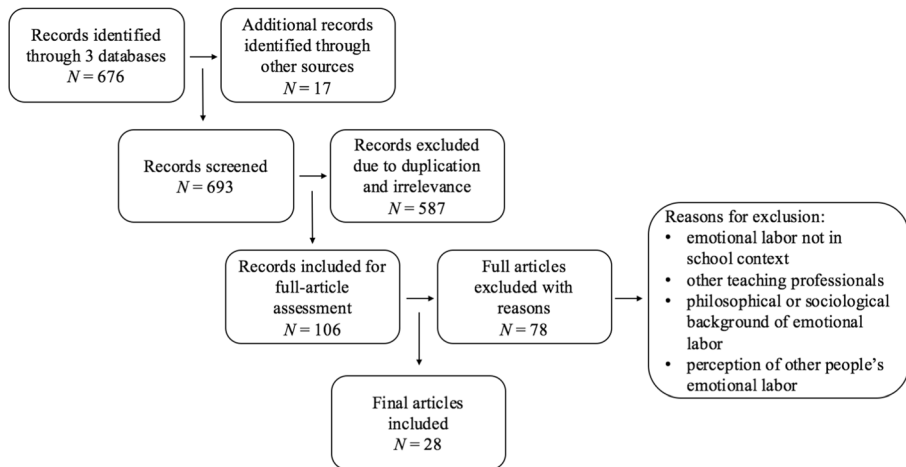 Records identified
through 3 databases
N = 676
Additional records
identified through
other sources
N = 17
Records screened
N = 693
Records excluded
due to duplication
and irrelevance
N = 587
Records included for
full-article
assessment
N = 106
Full articles
excluded with
reasons
N = 78
Reasons for exclusion:
• emotional labor not in
school context
• other teaching professionals
• philosophical or sociological
background of emotional
labor
• perception of other people's
emotional labor
Final articles
included
N = 28